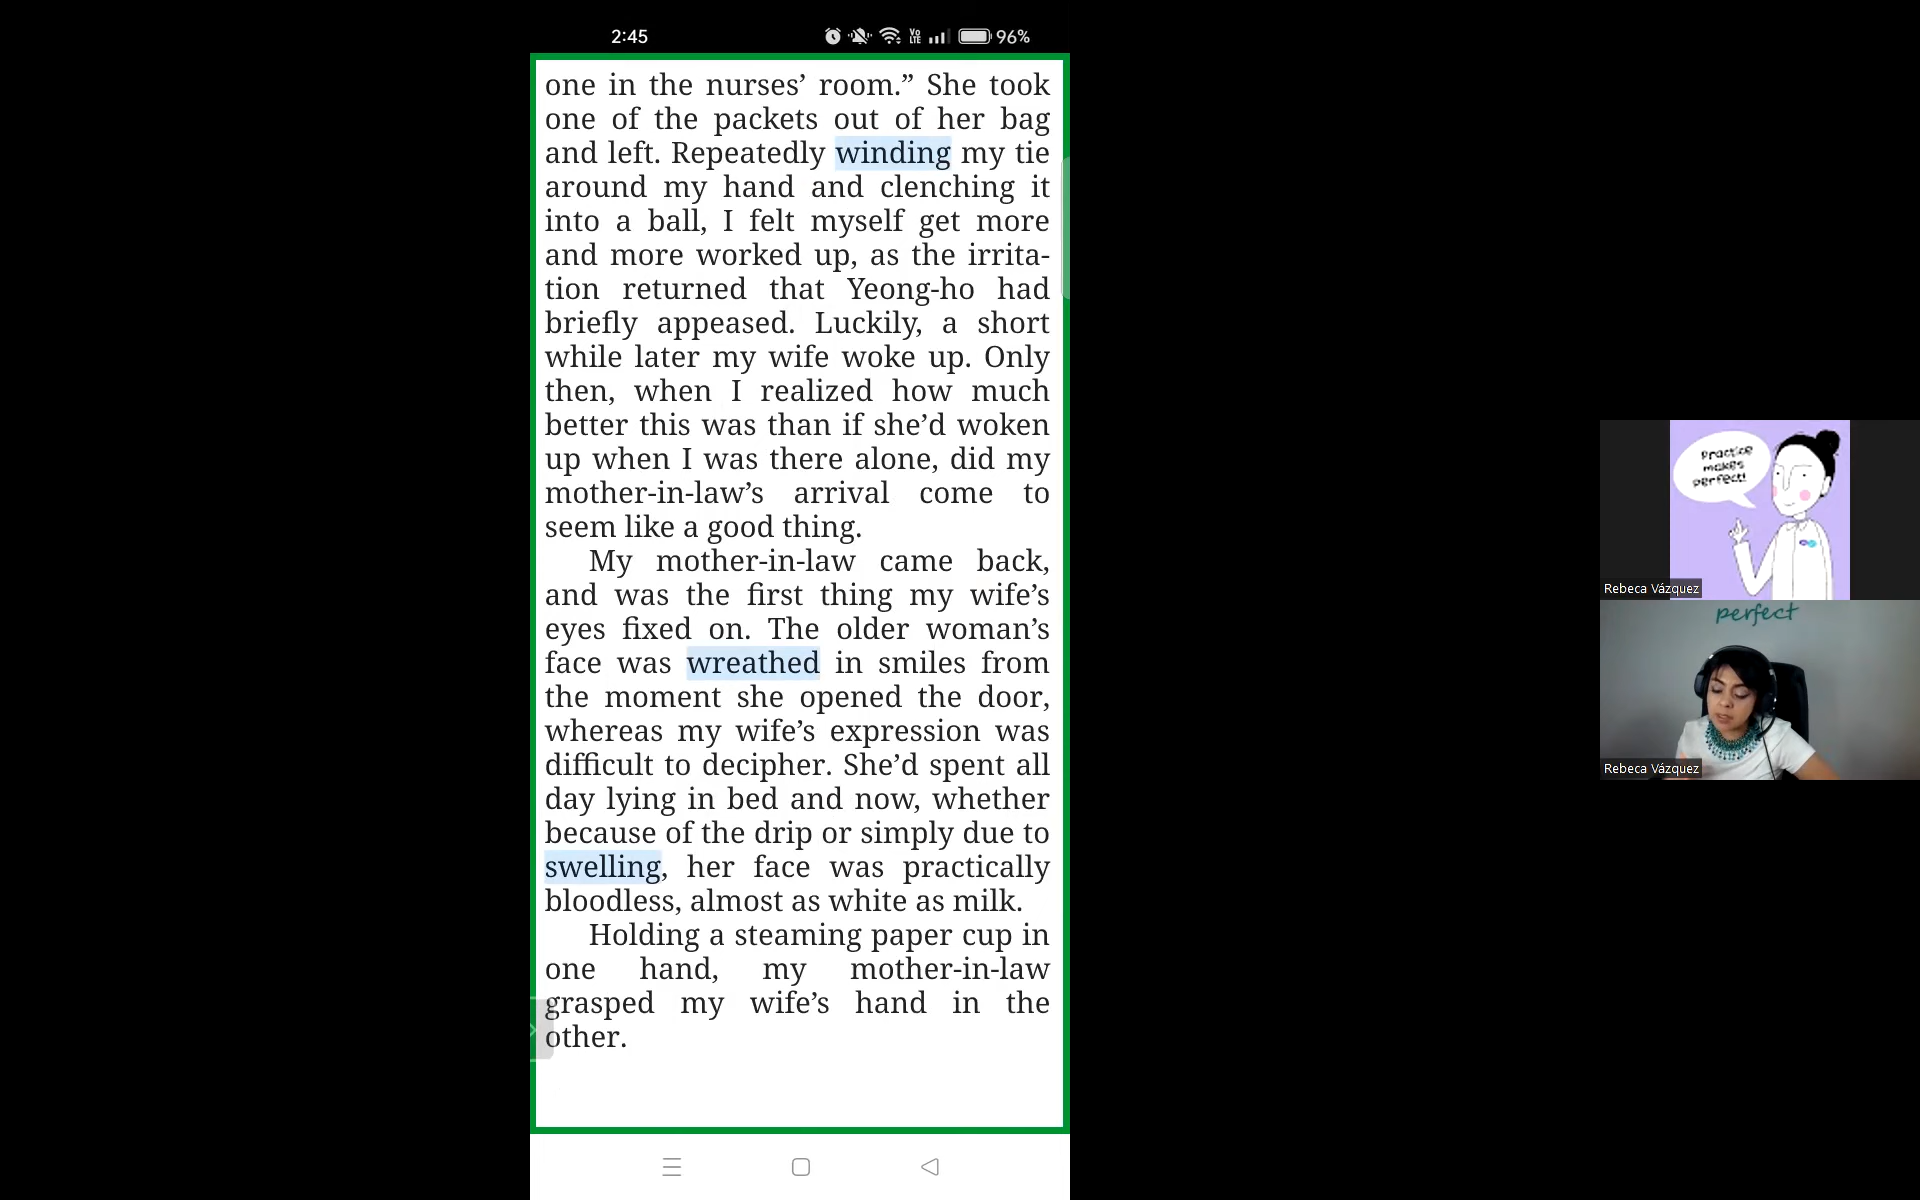 2:45
Vo
LTE
96%
one in the nurses’ room.” She took
one of the packets out of her bag
and left. Repeatedly winding my tie
around my hand and clenching it
into a ball, I felt myself get more
and more worked up, as the irrita-
tion returned that Yeong-ho had
briefly appeased. Luckily, a short
while later my wife woke up. Only
then, when I realized how much
better this was than if she’d woken
up when I was there alone, did my
mother-in-law’s arrival come to
seem like a good thing.
My mother-in-law came back,
and was the first thing my wife’s
eyes fixed on. The older woman’s
face was wreathed in smiles from
the moment she opened the door,
whereas my wife’s expression was
difficult to decipher. She’d spent all
day lying in bed and now, whether
because of the drip or simply due to
swelling, her face was practically
bloodless, almost as white as milk.
Holding a steaming paper cup in
one hand, my mother-in-law
grasped my wife’s hand in the
other.
Practice
makes
perfect!
Rebeca Vázquez
perfect
Rebeca Vázquez